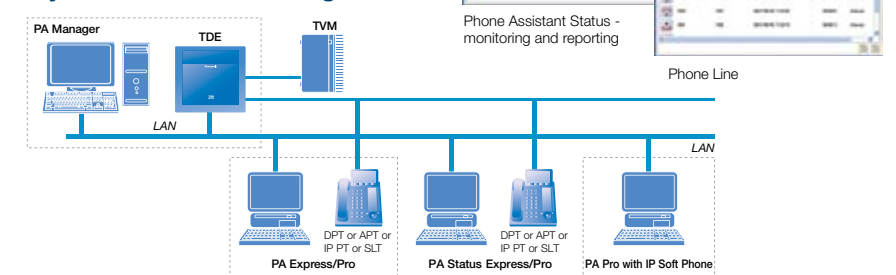 Phone Assistant Status -
monitoring and reporting
Phone Line
PA Manager
TDE
TVM
LAN
LAN
DPT or APT or
IP PT or SLT
PA Express/Pro
DPT or APT or
IP PT or SLT
PA Status Express/Pro
PA Pro with IP Soft Phone